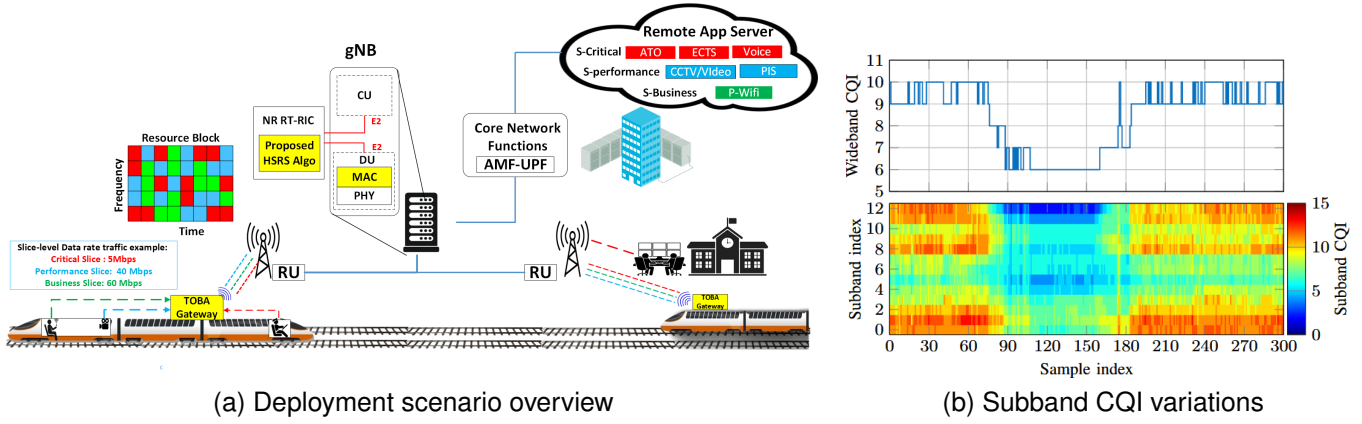 gNB
CU
NR RT-RIC
E2
Proposed
HSRS Algo
E2
DU
MAC
PHY
Resource Block
Frequency
Time
Remote App Server
S-Critical ATO ECTS Voice
S-performance CCTV/VIdeo PIS
S-Business P-Wifi
Core Network
Functions
AMF-UPF
Slice-level Data rate traffic example:
Critical Slice : 5Mbps
Performance Slice: 40 Mbps
Business Slice: 60 Mbps
RU
RU
TOBA
Gateway
TOBA
Gateway
c
(a) Deployment scenario overview
Wideband CQI
11
10
9
8
7
6
5
Subband index
12
10
8
6
4
2
0
0 30 60 90 120 150 180 210 240 270 300
Sample index
15
10
5
0
Subband CQI
(b) Subband CQI variations